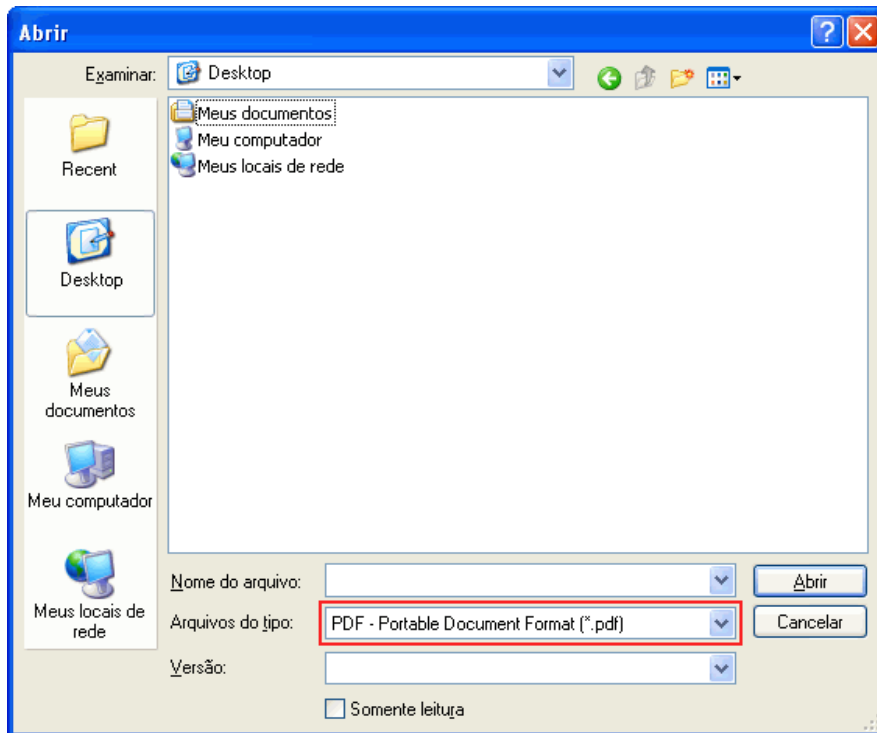 Abrir
Examinar:
Desktop
Recent
Desktop
Meus
documentos
Meu computador
Meus locais de
rede
Meus documentos
Meu computador
Meus locais de rede
Nome do arquivo:
Abrir
Arquivos do tipo:
PDF - Portable Document Format (*.pdf)
Cancelar
Versão:
Somente leitura